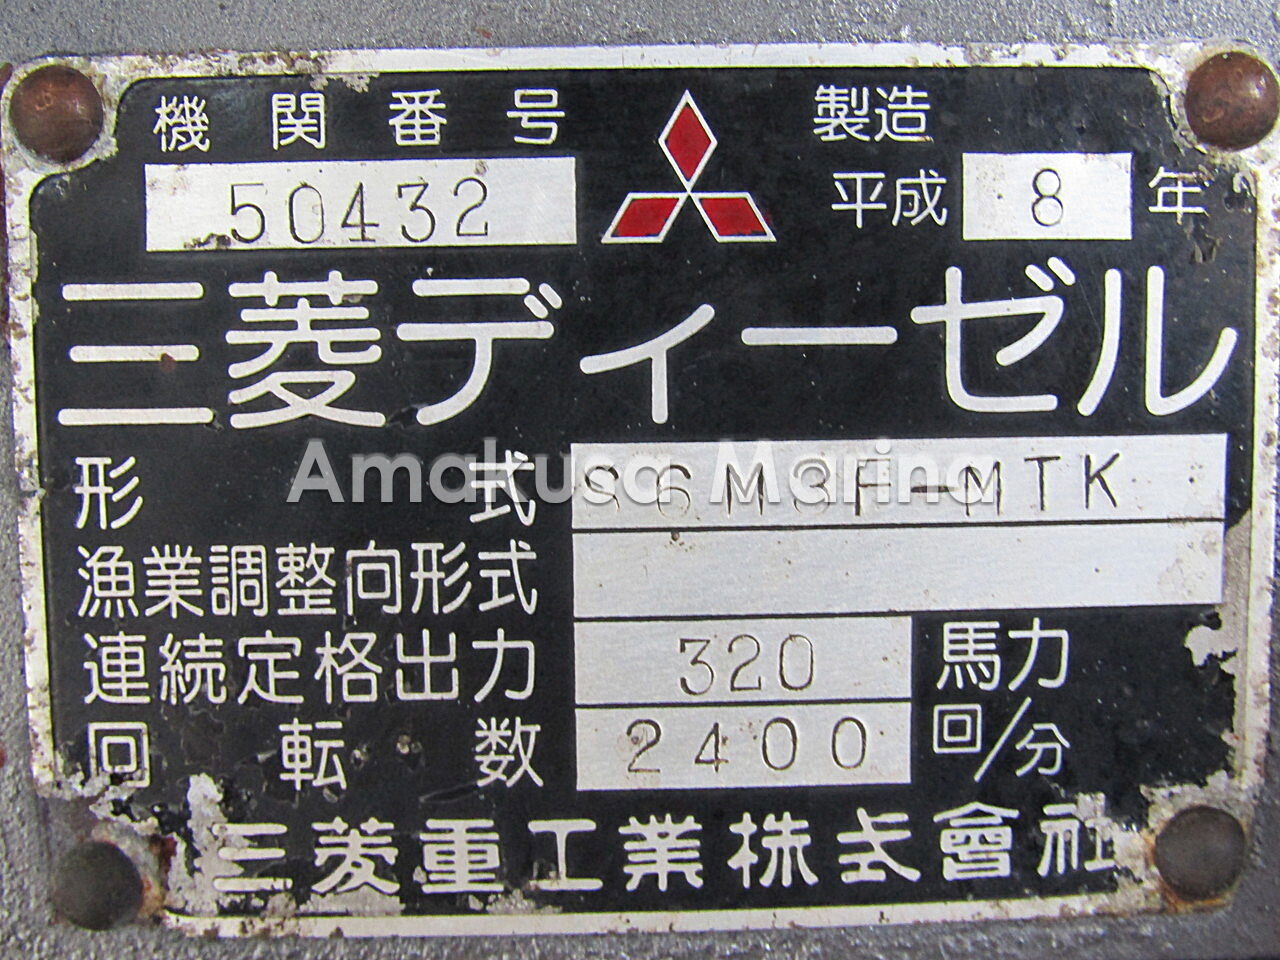 機関番号 製造
50432 平成 8 年
三菱ディーゼル
形式 S6M3F-MTK
Amakusa Marina
漁業調整向形式
連続定格出力 320 馬力
回転数 2400 回/分
三菱重工業株式會社